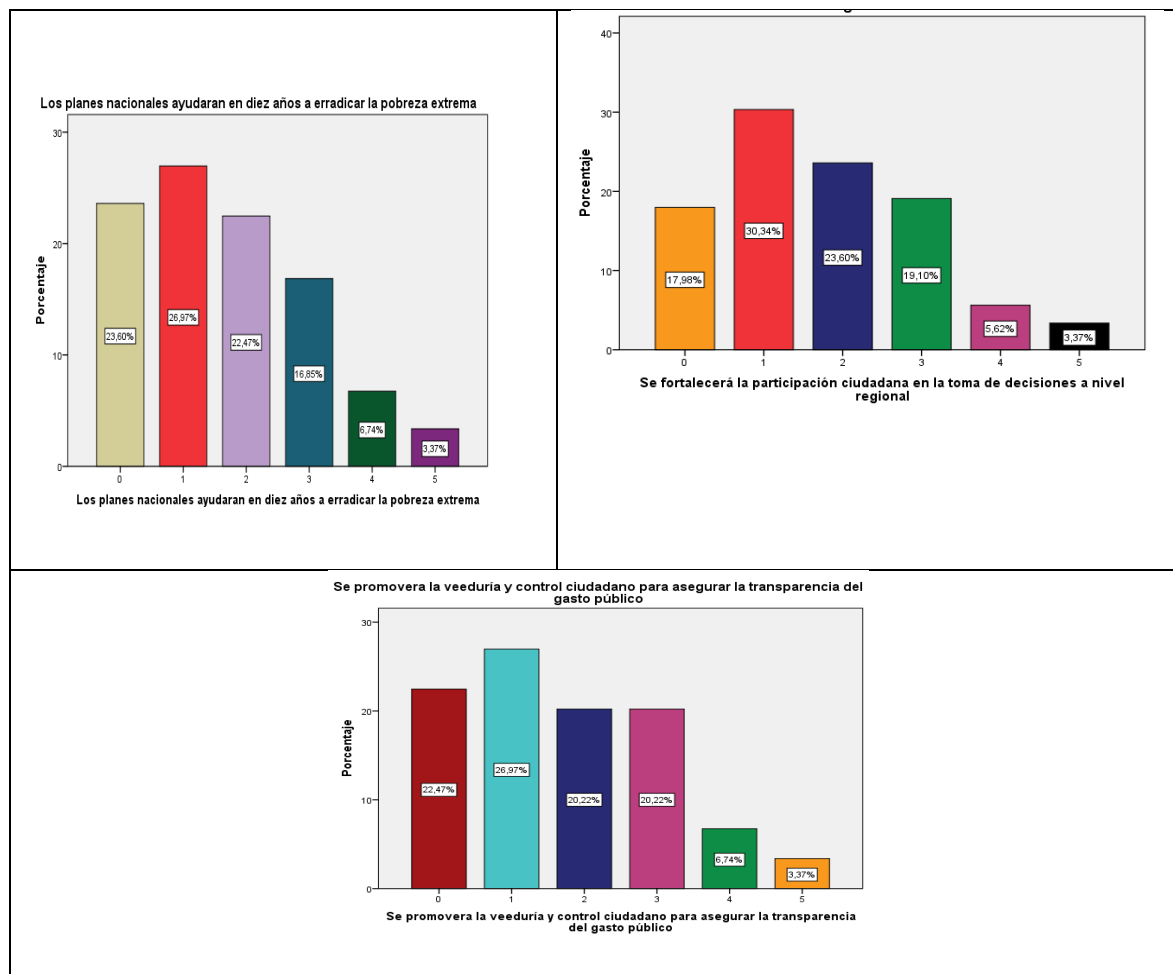 Los planes nacionales ayudaran en diez años a erradicar la pobreza extrema
30
20
10
0
Porcentaje
23,60%
26,97%
22,47%
16,85%
6,74%
3,37%
0 1 2 3 4 5
Los planes nacionales ayudaran en diez años a erradicar la pobreza extrema
40
30
20
10
0
Porcentaje
17,98%
30,34%
23,60%
19,10%
5,62%
3,37%
0 1 2 3 4 5
Se fortalecerá la participación ciudadana en la toma de decisiones a nivel
regional
Se promovera la veeduría y control ciudadano para asegurar la transparencia del
gasto público
30
20
10
0
Porcentaje
22,47%
26,97%
20,22%
20,22%
6,74%
3,37%
0 1 2 3 4 5
Se promovera la veeduría y control ciudadano para asegurar la transparencia
del gasto público